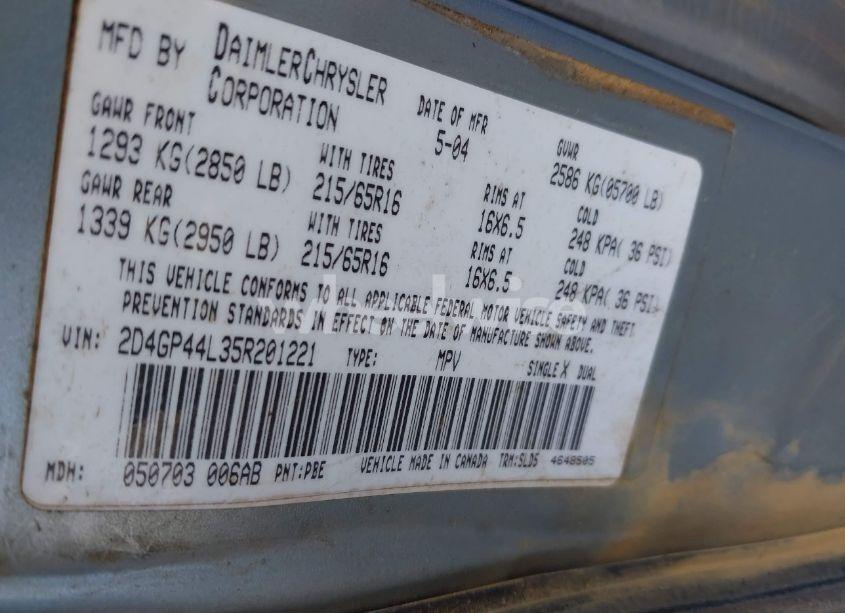 MFD BY DAIMLERCHRYSLER CORPORATION
DATE OF MFR 5-04
GVWR 2586 KG(05700 LB)
GAWR FRONT WITH TIRES RIMS AT COLD
1293 KG(2850 LB) 215/65R16 16X6.5 248 KPA( 36 PSI)
GAWR REAR WITH TIRES RIMS AT COLD
1339 KG(2950 LB) 215/65R16 16X6.5 248 KPA( 36 PSI)
THIS VEHICLE CONFORMS TO ALL APPLICABLE FEDERAL MOTOR VEHICLE SAFETY AND THEFT
PREVENTION STANDARDS IN EFFECT ON THE DATE OF MANUFACTURE SHOWN ABOVE.
VIN: 2D4GP44L35R201221 TYPE: MPV SINGLE X DUAL
MDH: 050703 006AB PNT:PBE VEHICLE MADE IN CANADA TRM:SLD5 4648505